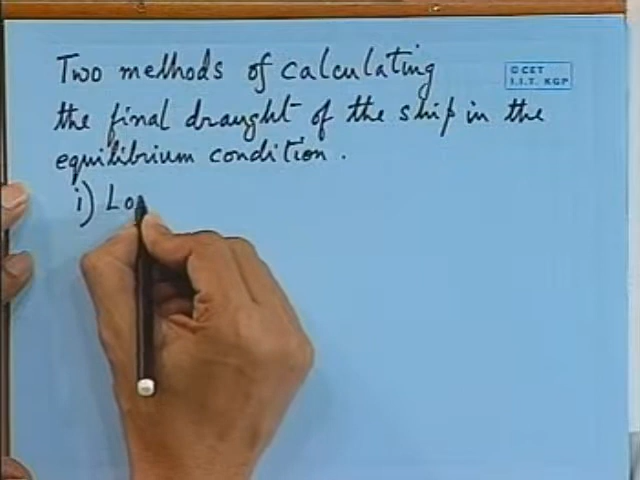 Two methods of calculating
the final draught of the ship in the
equilibrium condition.
i) Lo
© CET
I.I.T. KGP